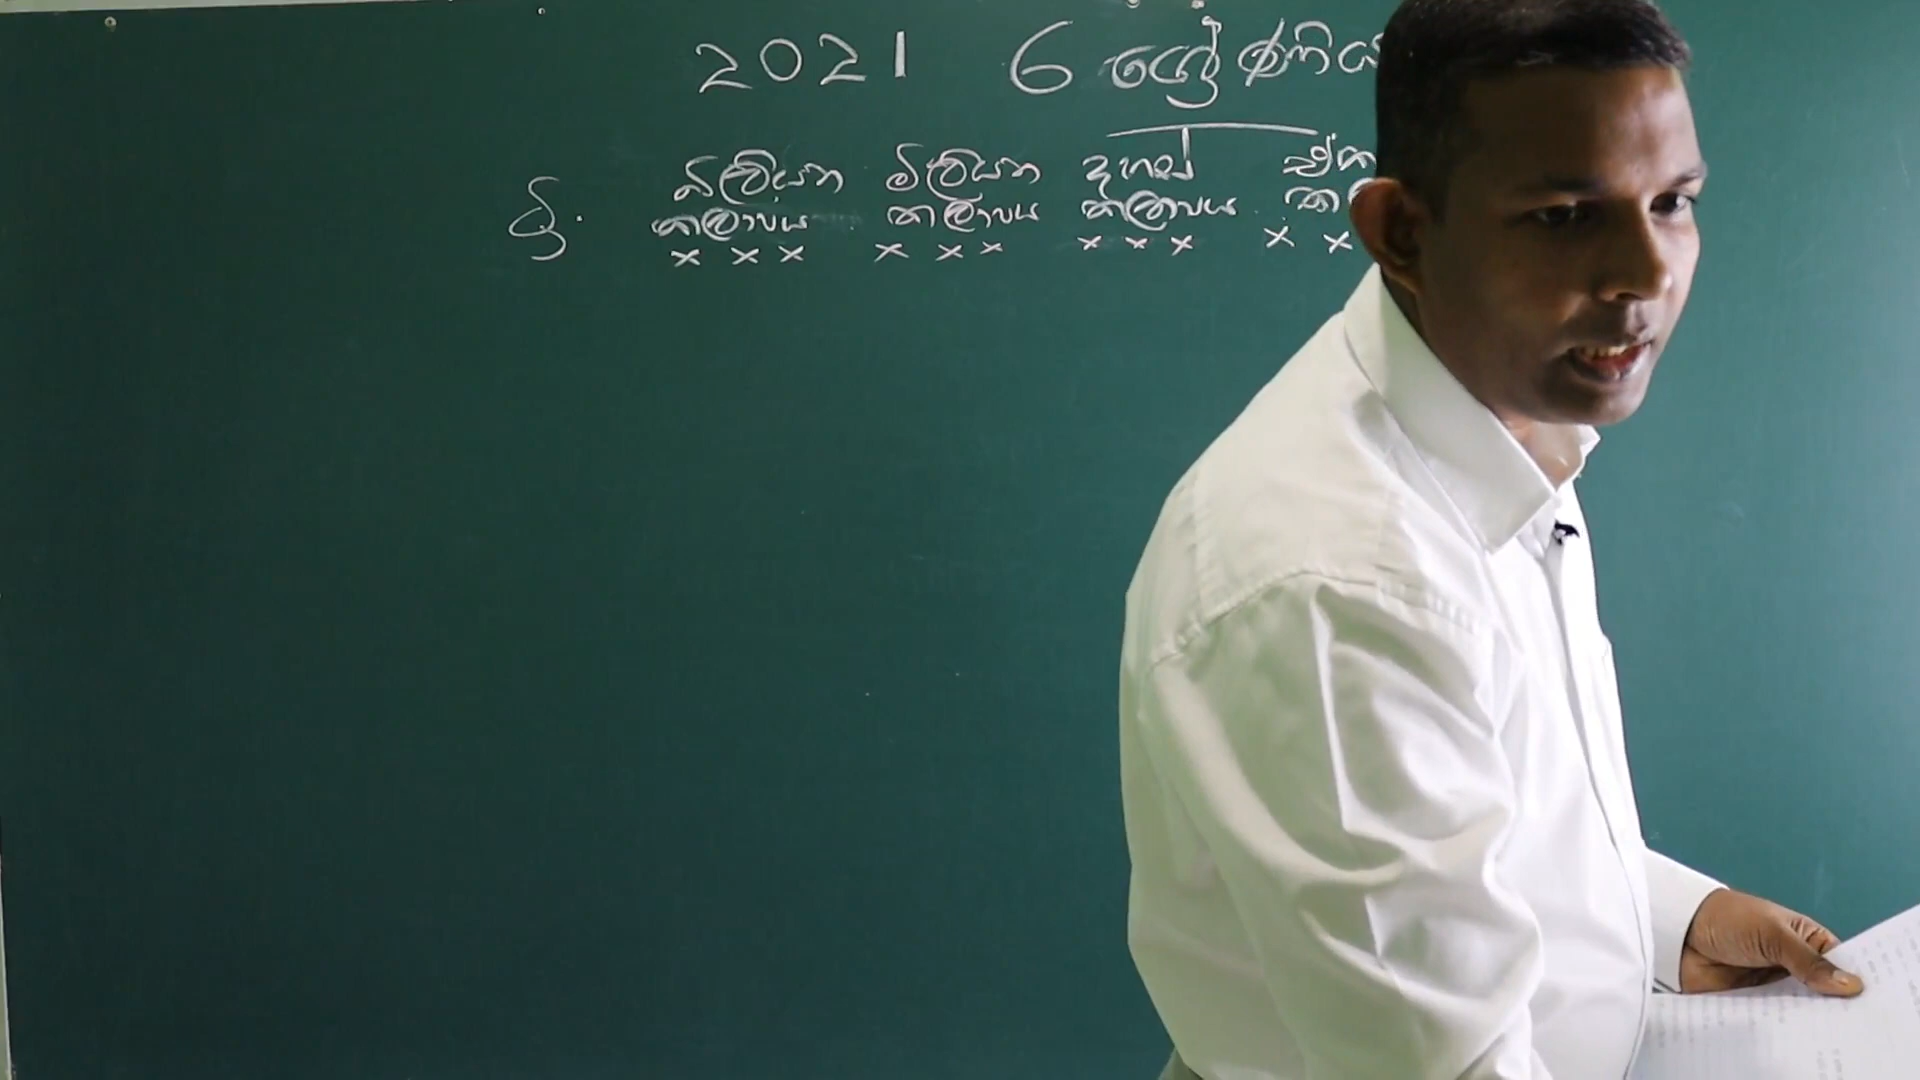 2021 6 ශ්‍රේණිය
බිලියන මිලියන දහස් ඒක
කලාපය කලාපය කලාපය
x x x x x x x x x x x